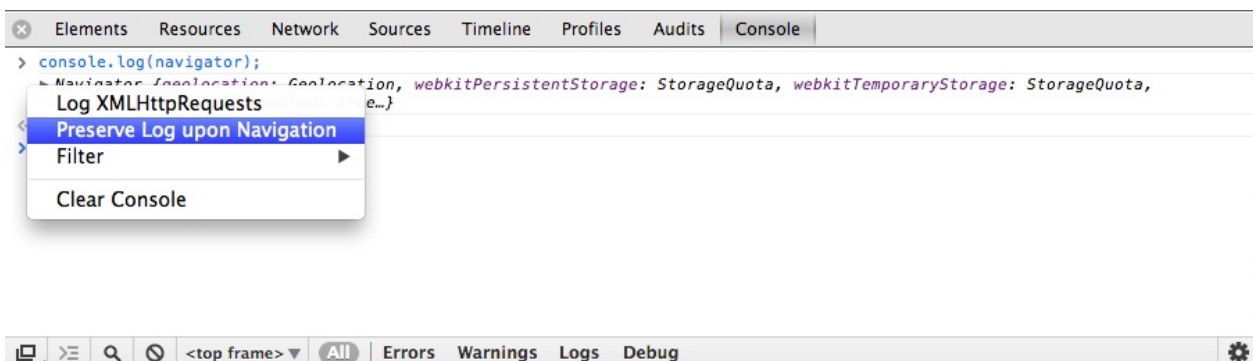 Elements Resources Network Sources Timeline Profiles Audits Console
> console.log(navigator);
▶ Navigator {geolocation: Geolocation, webkitPersistentStorage: StorageQuota, webkitTemporaryStorage: StorageQuota,
e…}
Log XMLHttpRequests
Preserve Log upon Navigation
Filter ▶
Clear Console
<top frame> ▼ All Errors Warnings Logs Debug